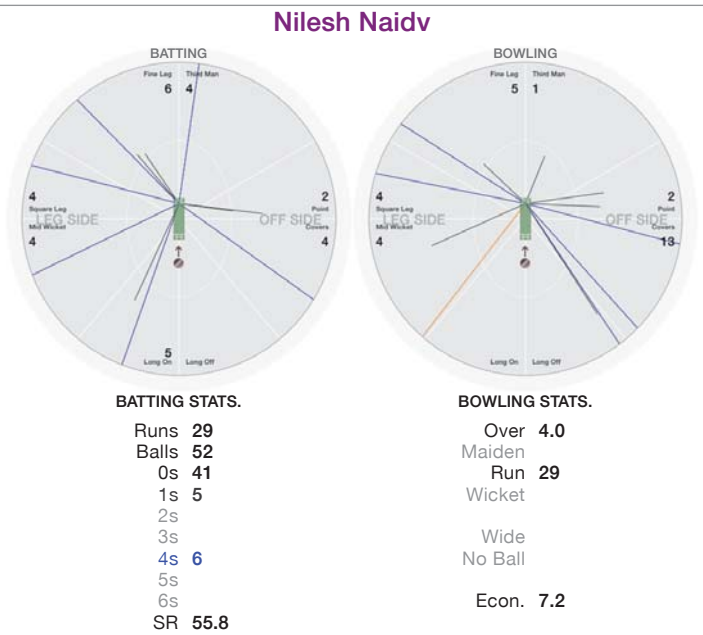 Nilesh Naidv
BATTING
Fine Leg Third Man
6 4
4
Square Leg
LEG SIDE
Mid Wicket
4
2
Point
OFF SIDE
Covers
4
5
Long On Long Off
BOWLING
Fine Leg Third Man
5 1
4
Square Leg
LEG SIDE
Mid Wicket
4
2
Point
OFF SIDE
Covers
13
Long On Long Off
BATTING STATS.
Runs 29
Balls 52
0s 41
1s 5
2s
3s
4s 6
5s
6s
SR 55.8
BOWLING STATS.
Over 4.0
Maiden
Run 29
Wicket
Wide
No Ball
Econ. 7.2